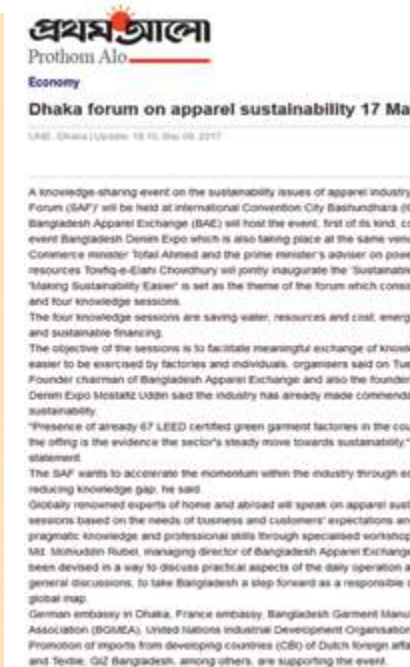 প্রথম আলো
Prothom Alo
Economy
Dhaka forum on apparel sustainability 17 Ma
UNB . Dhaka | Update: 18:10, May 09, 2017
A knowledge-sharing event on the sustainability issues of apparel industry
Forum (SAF)' will be held at International Convention City Bashundhara (I
Bangladesh Apparel Exchange (BAE) will host the event, first of its kind, c
event Bangladesh Denim Expo which is also taking place at the same venu
Commerce minister Tofail Ahmed and the prime minister's adviser on powe
resources Towfiq-e-Elahi Chowdhury will jointly inaugurate the 'Sustainabl
'Making Sustainability Easier' is set as the theme of the forum which consi
and four knowledge sessions.
The four knowledge sessions are saving water, resources and cost, energ
and sustainable financing.
The objective of the sessions is to facilitate meaningful exchange of knowl
easier to be exercised by factories and individuals, organisers said on Tue
Founder chairman of Bangladesh Apparel Exchange and also the founder
Denim Expo Mostafiz Uddin said the industry has already made commenda
sustainability.
"Presence of already 67 LEED certified green garment factories in the cou
the offing is the evidence the sector's steady move towards sustainability,"
statement.
The SAF wants to accelerate the momentum within the industry through e
reducing knowledge gap, he said.
Globally renowned experts of home and abroad will speak on apparel sust
sessions based on the needs of business and customers' expectations an
pragmatic knowledge and professional skills through specialised workshop
Md. Mohiuddin Rubel, managing director of Bangladesh Apparel Exchange
been devised in a way to discuss practical aspects of the daily operation a
general discussions, to take Bangladesh a step forward as a responsible
global map.
German embassy in Dhaka, France embassy, Bangladesh Garment Manu
Association (BGMEA), United Nations Industrial Development Organisation
Promotion of imports from developing countries (CBI) of Dutch foreign affa
and Textile, GIZ Bangladesh, among others, are supporting the event.